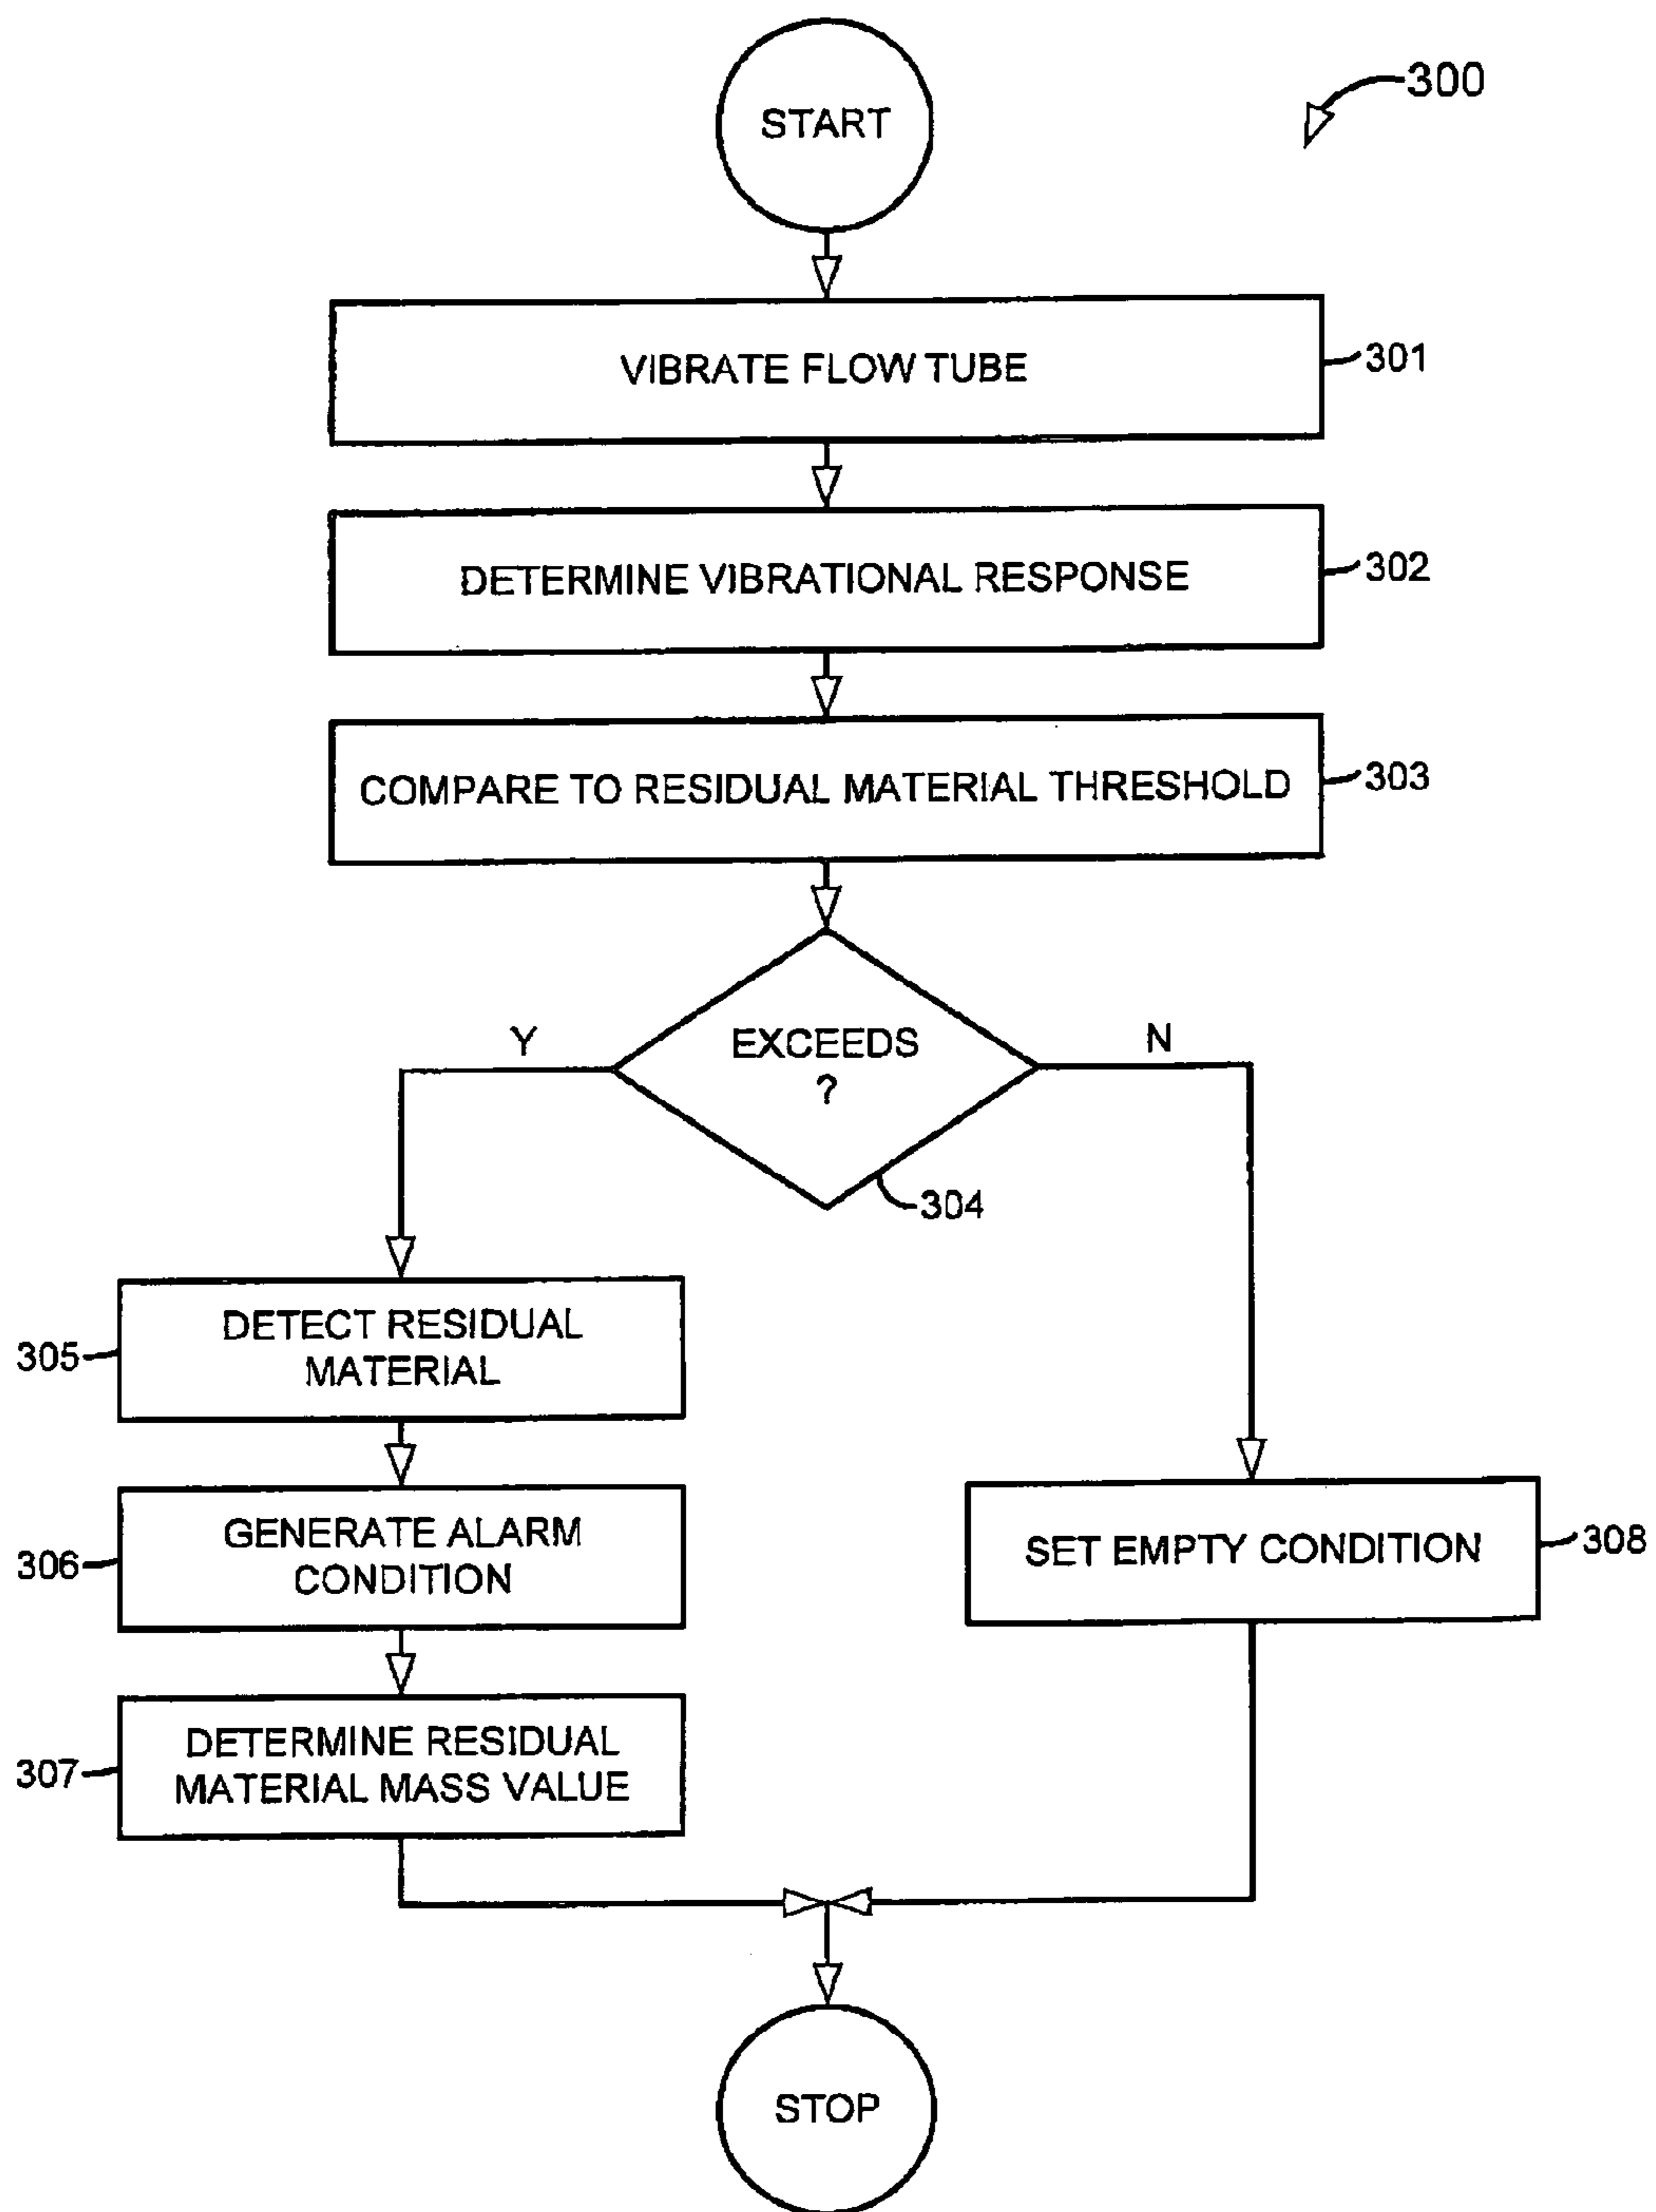 START
300
VIBRATE FLOW TUBE
301
DETERMINE VIBRATIONAL RESPONSE
302
COMPARE TO RESIDUAL MATERIAL THRESHOLD
303
Y
EXCEEDS
?
N
304
DETECT RESIDUAL
MATERIAL
305
GENERATE ALARM
CONDITION
306
SET EMPTY CONDITION
308
DETERMINE RESIDUAL
MATERIAL MASS VALUE
307
STOP